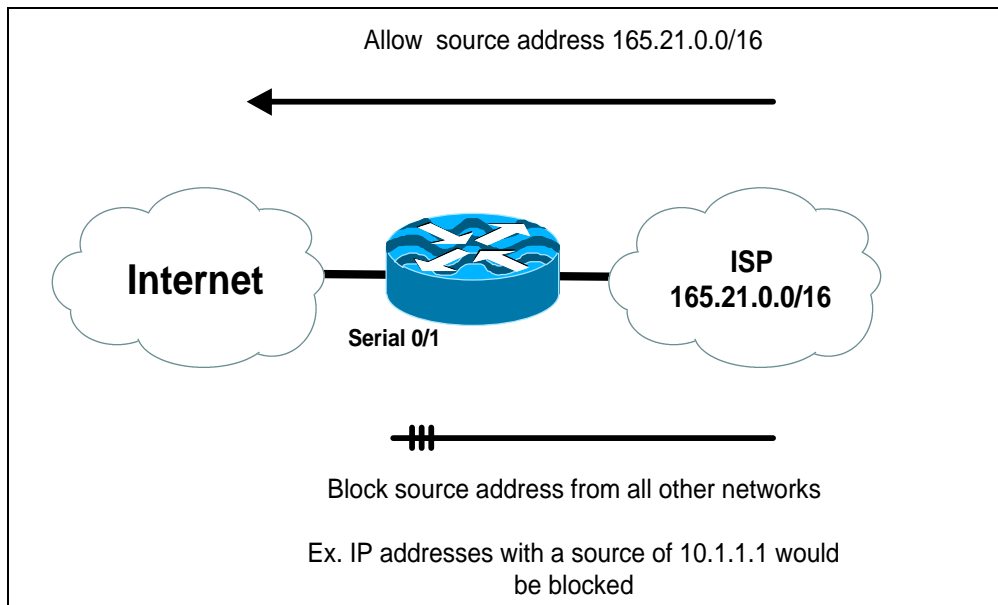 Allow source address 165.21.0.0/16
Internet
Serial 0/1
ISP
165.21.0.0/16
Block source address from all other networks
Ex. IP addresses with a source of 10.1.1.1 would
be blocked